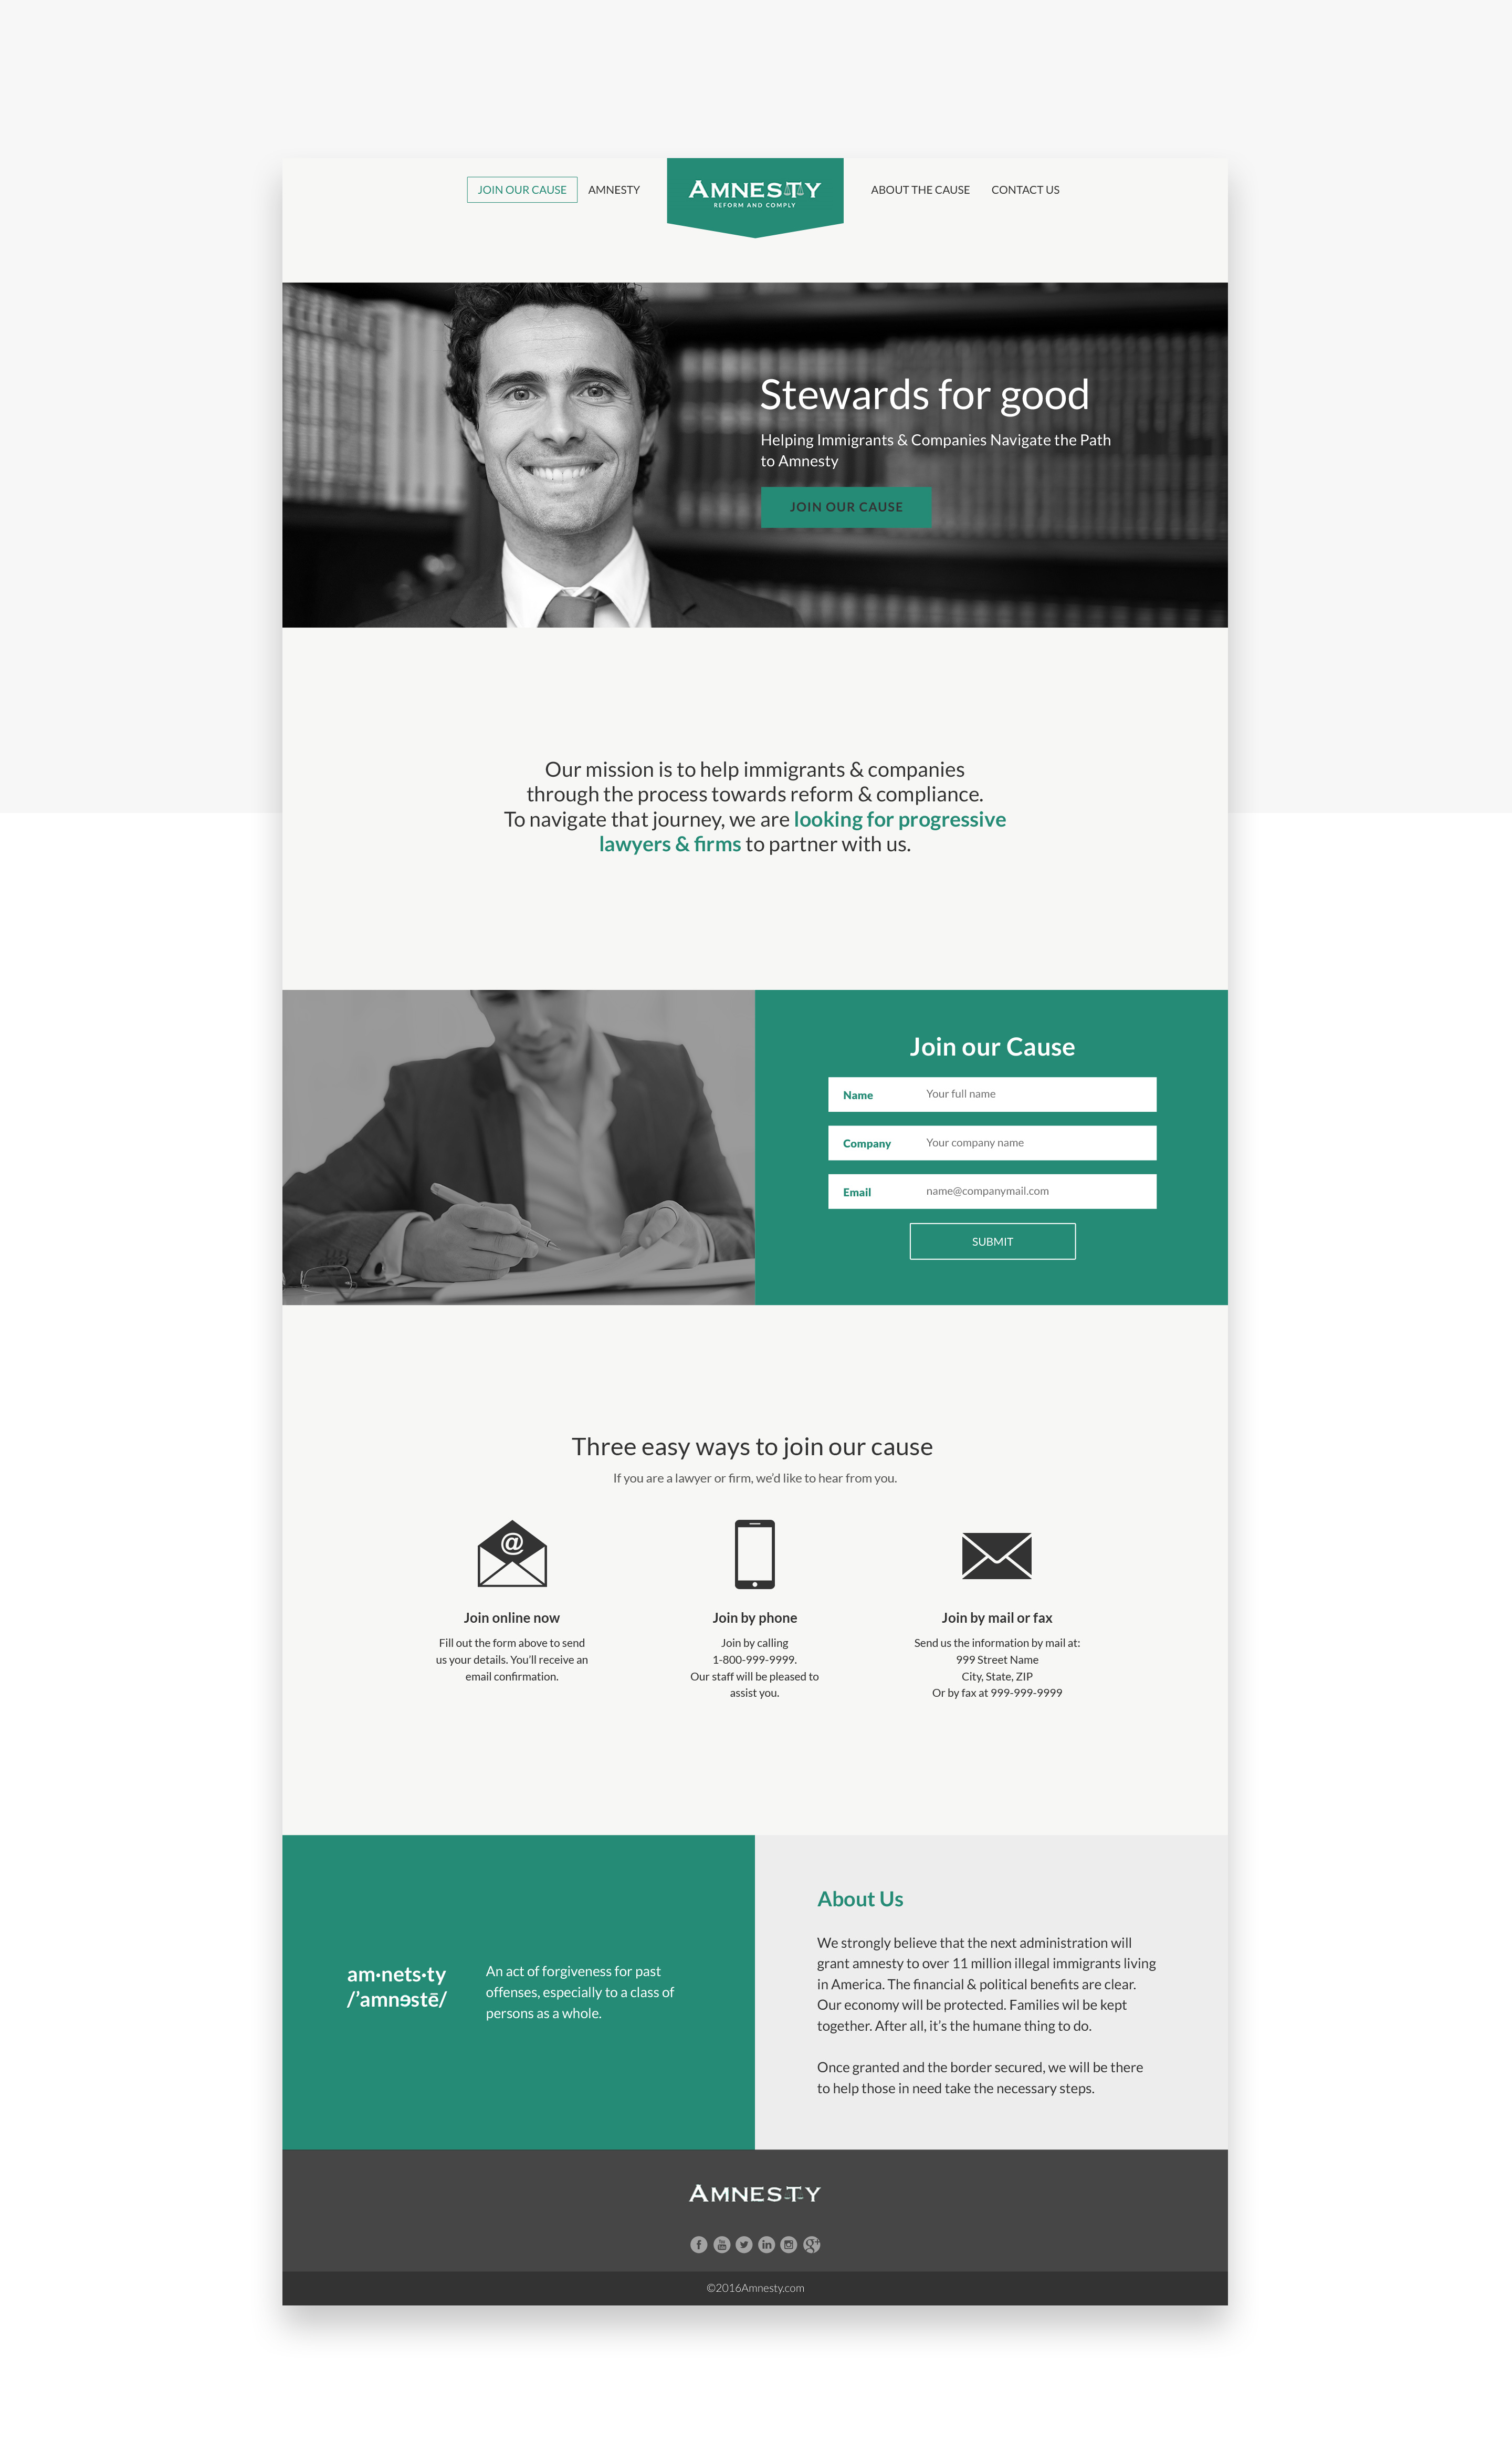 JOIN OUR CAUSE
AMNESTY
AMNESTY
REFORM AND COMPLY
ABOUT THE CAUSE
CONTACT US
Stewards for good
Helping Immigrants & Companies Navigate the Path
to Amnesty
JOIN OUR CAUSE
Our mission is to help immigrants & companies
through the process towards reform & compliance.
To navigate that journey, we are looking for progressive
lawyers & firms to partner with us.
Join our Cause
Name Your full name
Company Your company name
Email name@companymail.com
SUBMIT
Three easy ways to join our cause
If you are a lawyer or firm, we'd like to hear from you.
@
Join online now
Fill out the form above to send
us your details. You'll receive an
email confirmation.
Join by phone
Join by calling
1-800-999-9999.
Our staff will be pleased to
assist you.
Join by mail or fax
Send us the information by mail at:
999 Street Name
City, State, ZIP
Or by fax at 999-999-9999
am·nets·ty
/'amnɘstē/
An act of forgiveness for past
offenses, especially to a class of
persons as a whole.
About Us
We strongly believe that the next administration will
grant amnesty to over 11 million illegal immigrants living
in America. The financial & political benefits are clear.
Our economy will be protected. Families wil be kept
together. After all, it's the humane thing to do.
Once granted and the border secured, we will be there
to help those in need take the necessary steps.
AMNESTY
f You Tube in g+
©2016Amnesty.com